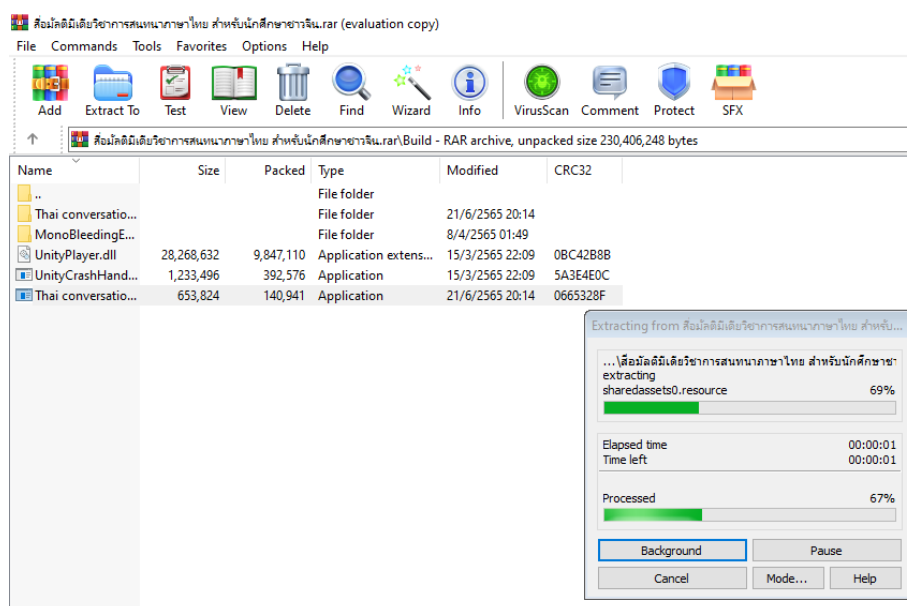 สื่อมัลติมิเดียวิชาการสนทนาภาษาไทย สำหรับนักศึกษาชาวจีน.rar (evaluation copy)
File Commands Tools Favorites Options Help
Add Extract To Test View Delete Find Wizard Info VirusScan Comment Protect SFX
สื่อมัลติมิเดียวิชาการสนทนาภาษาไทย สำหรับนักศึกษาชาวจีน.rar\Build - RAR archive, unpacked size 230,406,248 bytes
Name Size Packed Type Modified CRC32
.. File folder
Thai conversatio... File folder 21/6/2565 20:14
MonoBleedingE... File folder 8/4/2565 01:49
UnityPlayer.dll 28,268,632 9,847,110 Application extens... 15/3/2565 22:09 0BC42B8B
UnityCrashHand... 1,233,496 392,576 Application 15/3/2565 22:09 5A3E4E0C
Thai conversatio... 653,824 140,941 Application 21/6/2565 20:14 0665328F
Extracting from สื่อมัลติมิเดียวิชาการสนทนาภาษาไทย สำหรับ...
...\สื่อมัลติมิเดียวิชาการสนทนาภาษาไทย สำหรับนักศึกษาชา
extracting
sharedassets0.resource 69%
Elapsed time 00:00:01
Time left 00:00:01
Processed 67%
Background Pause
Cancel Mode... Help